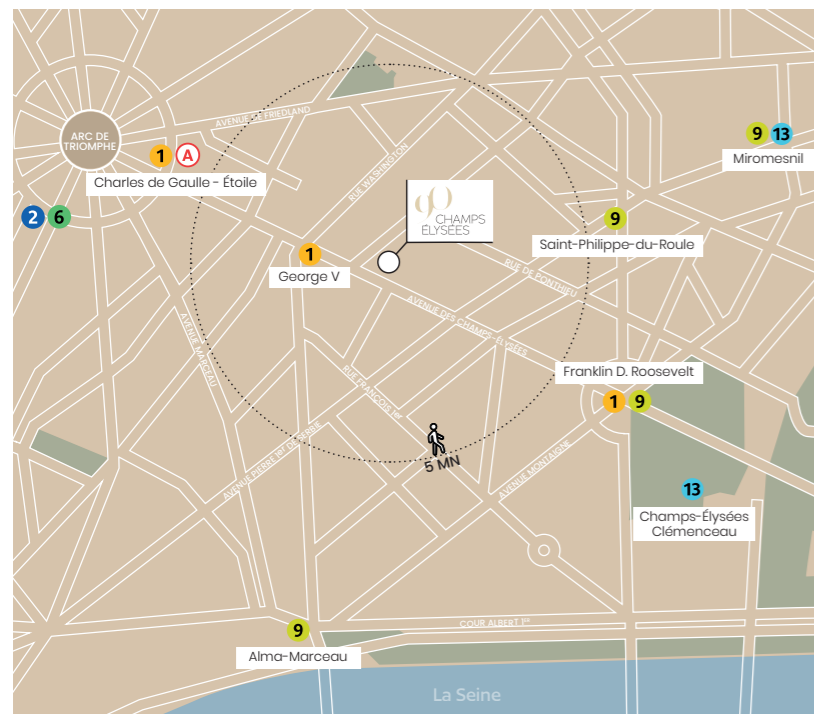 AVENUE DE FRIEDLAND
ARC DE
TRIOMPHE
9 13
Miromesnil
1 A
Charles de Gaulle - Étoile
RUE WASHINGTON
90
CHAMPS
ÉLYSÉES
2 6
9
Saint-Philippe-du-Roule
1
George V
RUE DE PONTHIEU
AVENUE DES CHAMPS-ÉLYSÉES
AVENUE MARCEAU
Franklin D. Roosevelt
1 9
RUE FRANÇOIS 1er
5 MN
AVENUE PIERRE 1er DE SERBIE
AVENUE MONTAIGNE
13
Champs-Élysées
Clémenceau
COUR ALBERT 1er
9
Alma-Marceau
La Seine